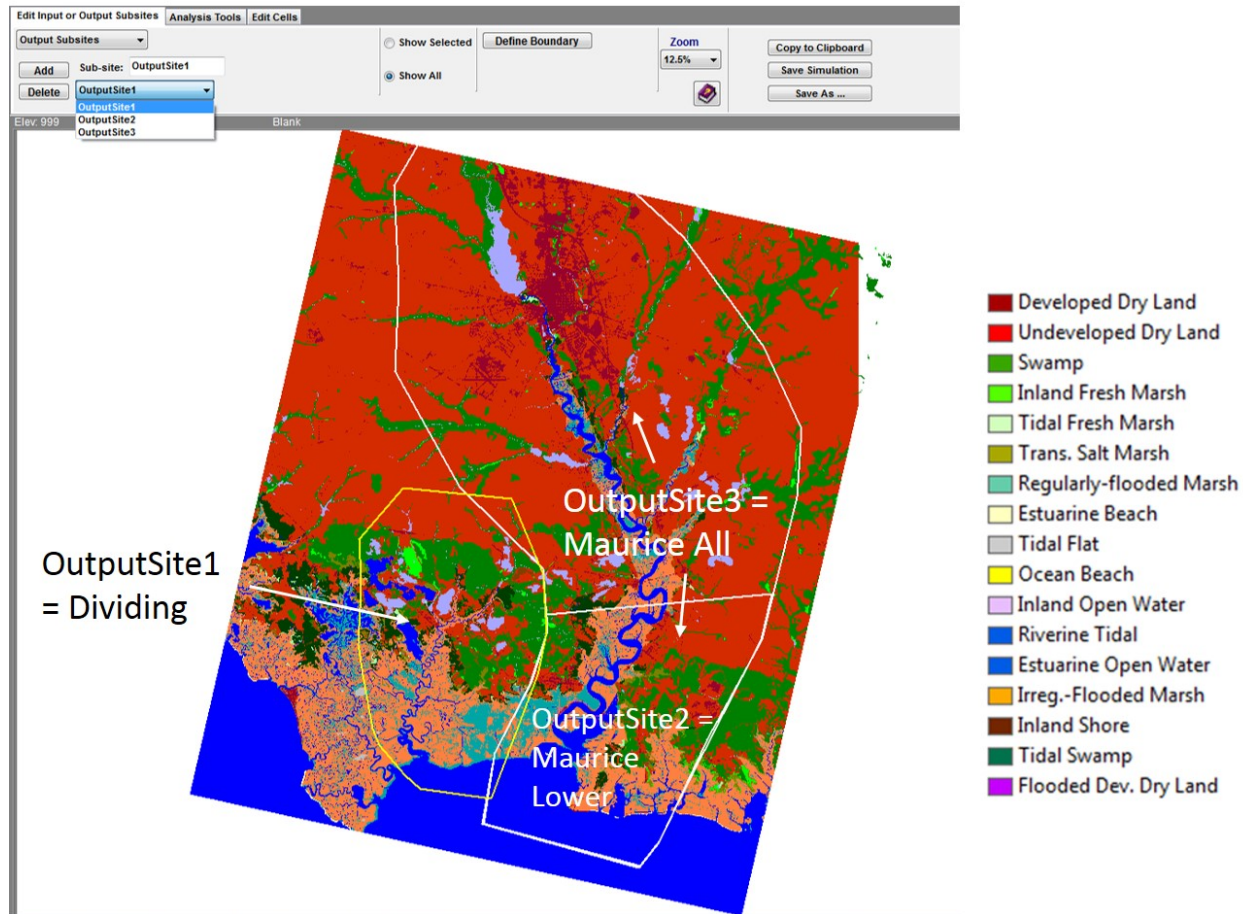 Edit Input or Output Subsites Analysis Tools Edit Cells
Output Subsites
Add Sub-site: OutputSite1
Delete OutputSite1
OutputSite1
OutputSite2
OutputSite3
Show Selected
Show All
Define Boundary
Zoom
12.5%
Copy to Clipboard
Save Simulation
Save As ...
Elev: 999 Blank
OutputSite1
= Dividing
OutputSite3 =
Maurice All
OutputSite2 =
Maurice
Lower
Developed Dry Land
Undeveloped Dry Land
Swamp
Inland Fresh Marsh
Tidal Fresh Marsh
Trans. Salt Marsh
Regularly-flooded Marsh
Estuarine Beach
Tidal Flat
Ocean Beach
Inland Open Water
Riverine Tidal
Estuarine Open Water
Irreg.-Flooded Marsh
Inland Shore
Tidal Swamp
Flooded Dev. Dry Land